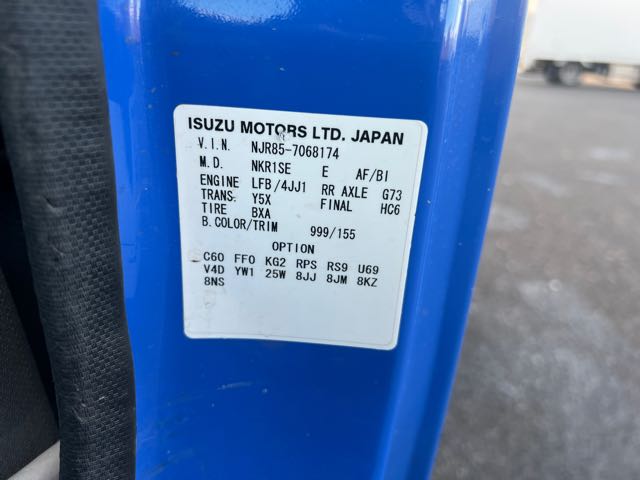 ISUZU MOTORS LTD. JAPAN
V.I.N. NJR85-7068174
M.D. NKR1SE E AF/BI
ENGINE LFB/4JJ1 RR AXLE G73
TRANS: Y5X FINAL HC6
TIRE BXA
B.COLOR/TRIM 999/155
OPTION
C60 FF0 KG2 RPS RS9 U69
V4D YW1 25W 8JJ 8JM 8KZ
8NS